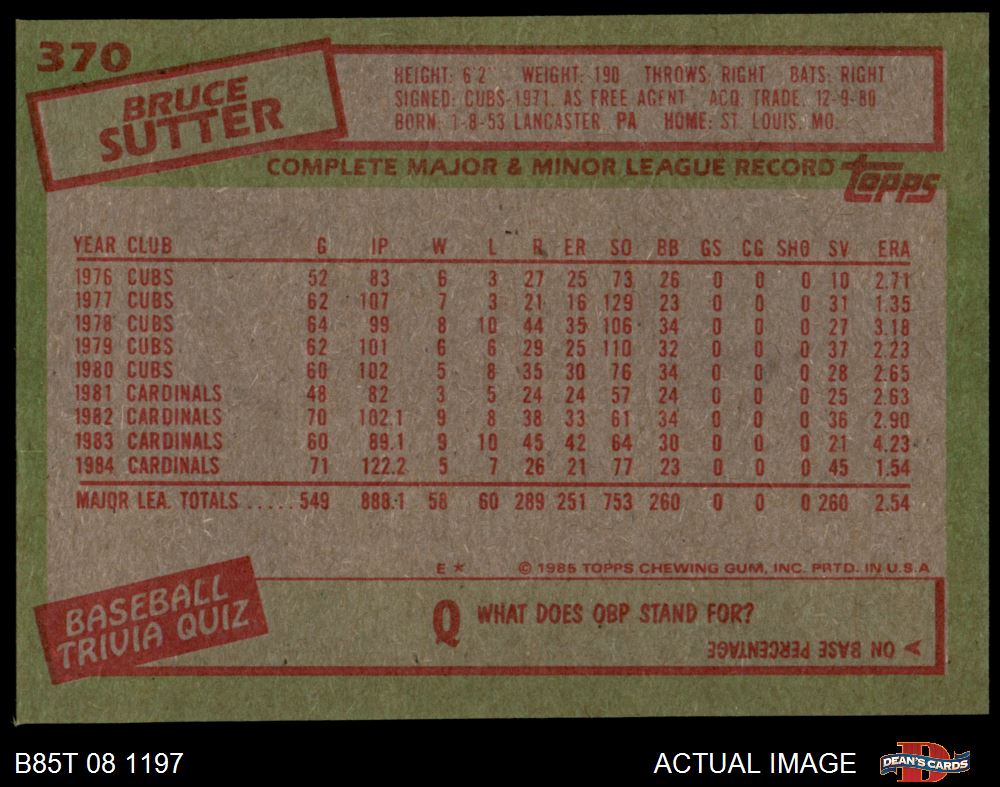 370
BRUCE
SUTTER
HEIGHT: 6'2" WEIGHT: 190 THROWS: RIGHT BATS: RIGHT
SIGNED: CUBS-1971, AS FREE AGENT ACQ. TRADE, 12-9-80
BORN: 1-8-53 LANCASTER, PA HOME: ST. LOUIS, MO.
COMPLETE MAJOR & MINOR LEAGUE RECORD topps
YEAR CLUB G IP W L R ER SO BB GS CG SHO SV ERA
1976 CUBS 52 83 6 3 27 25 73 26 0 0 0 10 2.71
1977 CUBS 62 107 7 3 21 16 129 23 0 0 0 31 1.35
1978 CUBS 64 99 8 10 44 35 106 34 0 0 0 27 3.18
1979 CUBS 62 101 6 6 29 25 110 32 0 0 0 37 2.23
1980 CUBS 60 102 5 8 35 30 76 34 0 0 0 28 2.65
1981 CARDINALS 48 82 3 5 24 24 57 24 0 0 0 25 2.63
1982 CARDINALS 70 102.1 9 8 38 33 61 34 0 0 0 36 2.90
1983 CARDINALS 60 89.1 9 10 45 42 64 30 0 0 0 21 4.23
1984 CARDINALS 71 122.2 5 7 26 21 77 23 0 0 0 45 1.54
MAJOR LEA. TOTALS ..... 549 888.1 58 60 289 251 753 260 0 0 0 260 2.54
E * © 1985 TOPPS CHEWING GUM, INC. PRTD. IN U.S.A
BASEBALL
TRIVIA QUIZ
Q WHAT DOES OBP STAND FOR?
ON BASE PERCENTAGE
B85T 08 1197 ACTUAL IMAGE D DEAN'S CARDS